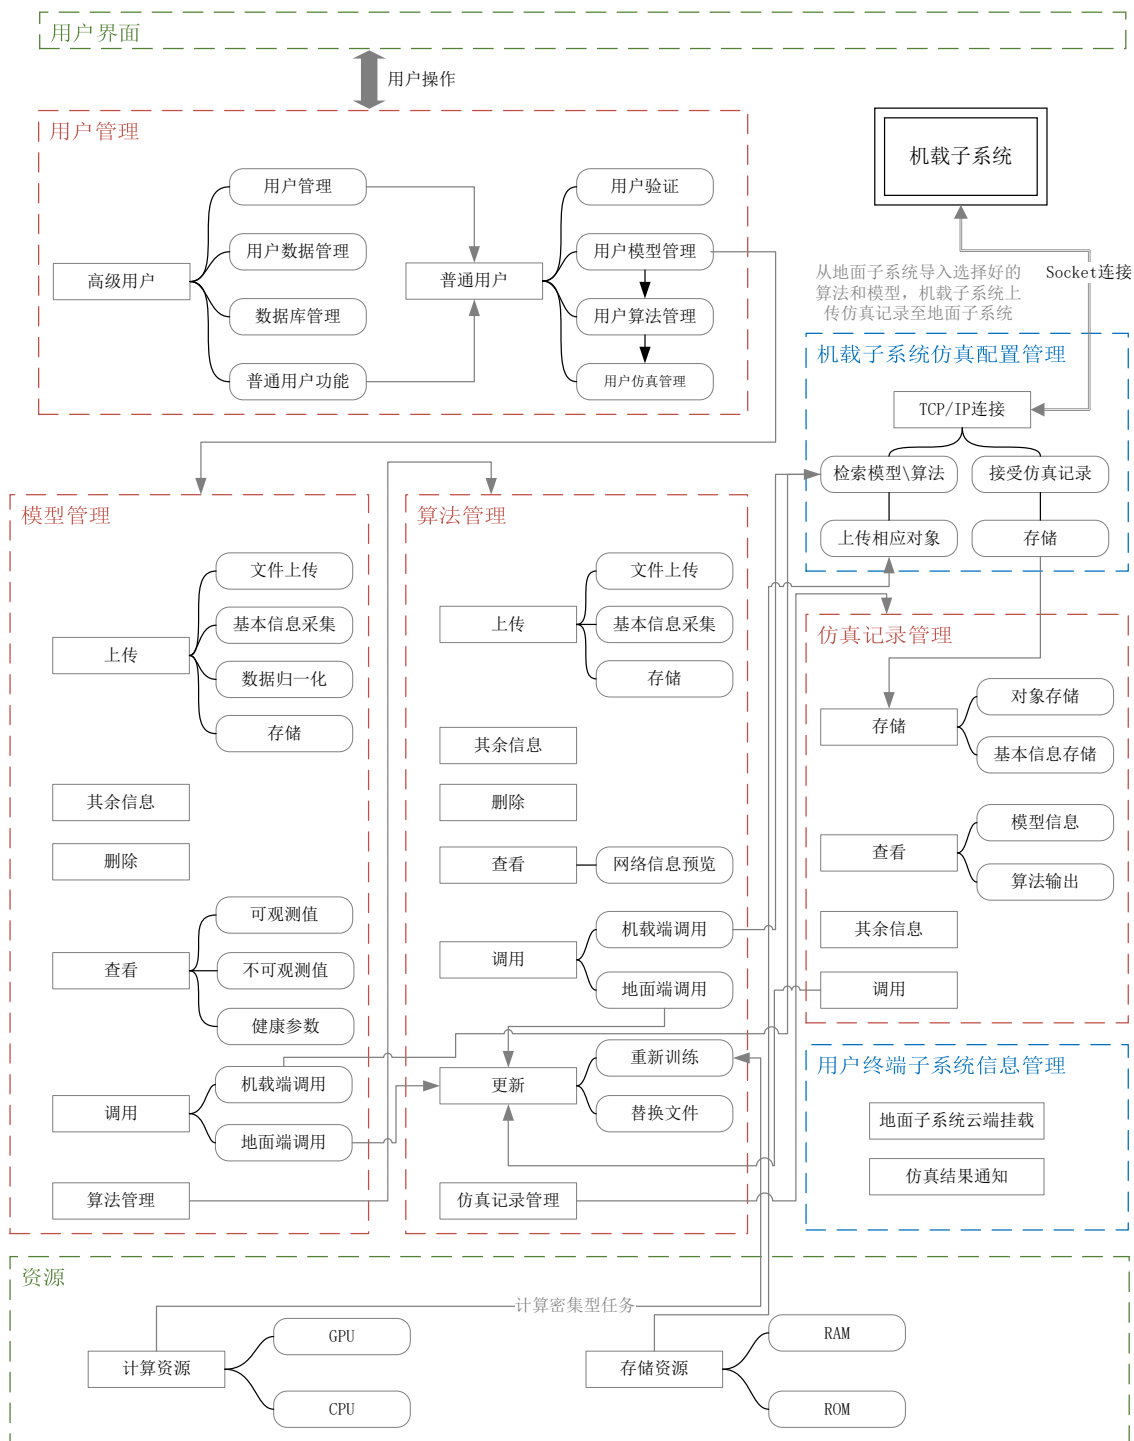 用户界面
用户操作
用户管理
用户管理
用户数据管理
高级用户
数据库管理
普通用户功能
普通用户
用户验证
用户模型管理
用户算法管理
用户仿真管理
机载子系统
从地面子系统导入选择好的
算法和模型，机载子系统上
传仿真记录至地面子系统
Socket连接
机载子系统仿真配置管理
TCP/IP连接
检索模型\算法
接受仿真记录
上传相应对象
存储
模型管理
上传
文件上传
基本信息采集
数据归一化
存储
其余信息
删除
查看
可观测值
不可观测值
健康参数
调用
机载端调用
地面端调用
算法管理
算法管理
上传
文件上传
基本信息采集
存储
其余信息
删除
查看
网络信息预览
调用
机载端调用
地面端调用
更新
重新训练
替换文件
仿真记录管理
仿真记录管理
存储
对象存储
基本信息存储
查看
模型信息
算法输出
其余信息
调用
用户终端子系统信息管理
地面子系统云端挂载
仿真结果通知
资源
计算密集型任务
计算资源
GPU
CPU
存储资源
RAM
ROM